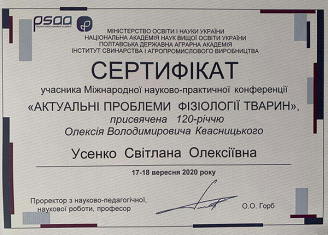 psaa
МІНІСТЕРСТВО ОСВІТИ І НАУКИ УКРАЇНИ
НАЦІОНАЛЬНА АКАДЕМІЯ НАУК ВИЩОЇ ОСВІТИ УКРАЇНИ
ПОЛТАВСЬКА ДЕРЖАВНА АГРАРНА АКАДЕМІЯ
ІНСТИТУТ СВИНАРСТВА І АГРОПРОМИСЛОВОГО ВИРОБНИЦТВА
СЕРТИФІКАТ
учасника Міжнародної науково-практичної конференції
«АКТУАЛЬНІ ПРОБЛЕМИ ФІЗІОЛОГІЇ ТВАРИН»,
присвячена 120-річчю
Олексія Володимировича Квасницького
Усенко Світлана Олексіївна
17-18 вересня 2020 року
Проректор з науково-педагогічної,
наукової роботи, професор
О.О. Горб